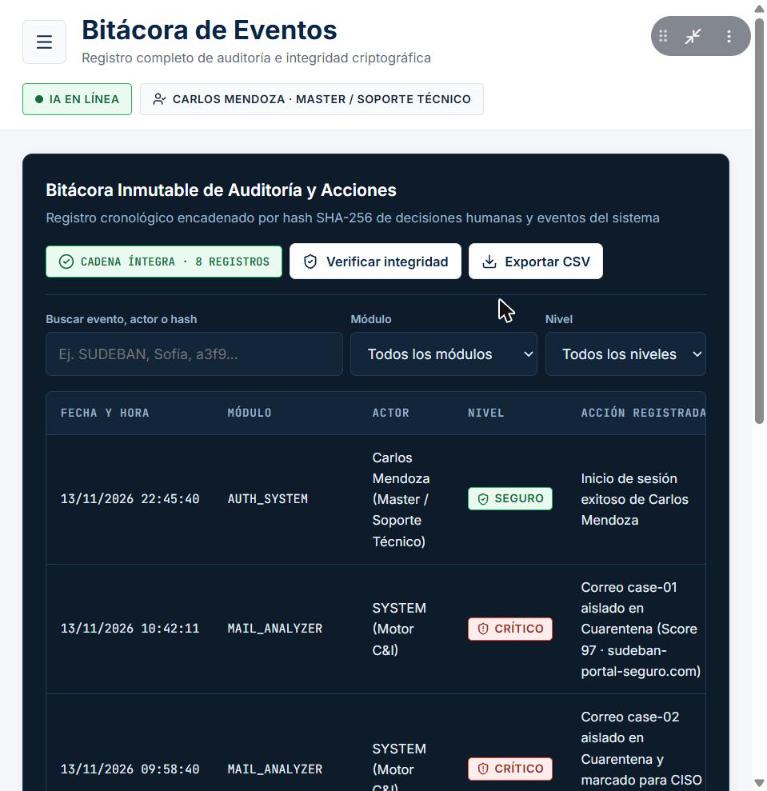 Bitácora de Eventos
Registro completo de auditoría e integridad criptográfica
IA EN LÍNEA
CARLOS MENDOZA · MASTER / SOPORTE TÉCNICO
Bitácora Inmutable de Auditoría y Acciones
Registro cronológico encadenado por hash SHA-256 de decisiones humanas y eventos del sistema
CADENA ÍNTEGRA · 8 REGISTROS
Verificar integridad
Exportar CSV
Buscar evento, actor o hash
Módulo
Nivel
Ej. SUDEBAN, Sofía, a3f9...
Todos los módulos
Todos los niveles
FECHA Y HORA
MÓDULO
ACTOR
NIVEL
ACCIÓN REGISTRADA
13/11/2026 22:45:40
AUTH_SYSTEM
Carlos
Mendoza
(Master /
Soporte
Técnico)
SEGURO
Inicio de sesión
exitoso de Carlos
Mendoza
13/11/2026 10:42:11
MAIL_ANALYZER
SYSTEM
(Motor
C&I)
CRÍTICO
Correo case-01
aislado en
Cuarentena (Score
97 · sudeban-
portal-seguro.com)
13/11/2026 09:58:40
MAIL_ANALYZER
SYSTEM
(Motor
C&I)
CRÍTICO
Correo case-02
aislado en
Cuarentena y
marcado para CISO